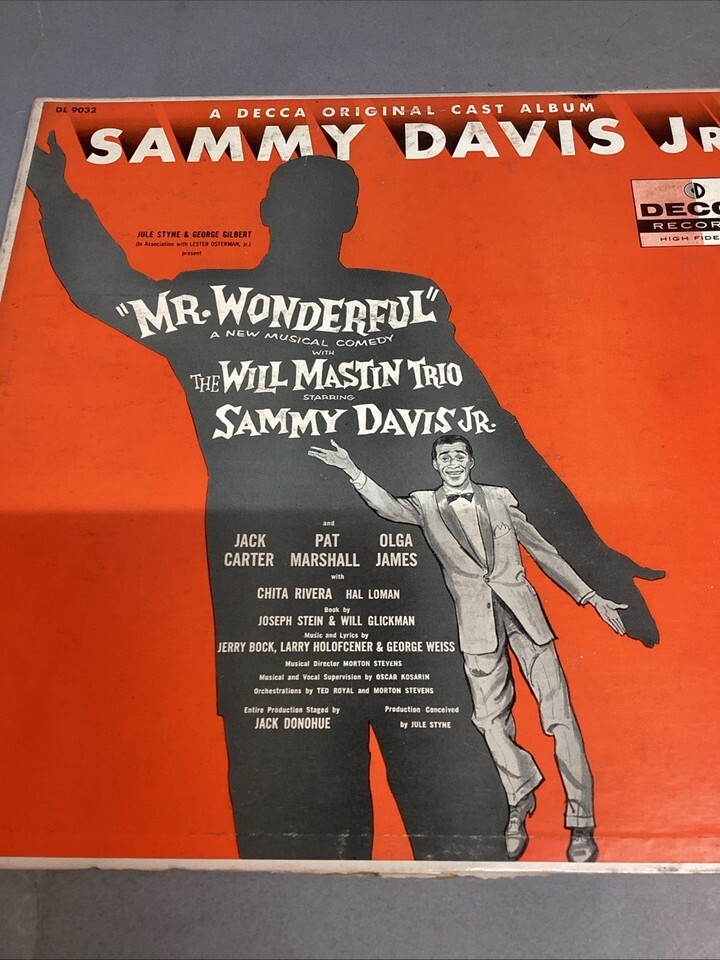 DL 9032
A DECCA ORIGINAL CAST ALBUM
SAMMY DAVIS JR
DECC
RECOR
HIGH FIDE
JULE STYNE & GEORGE GILBERT
(In Association with LESTER OSTERMAN, Jr.)
present
"MR. WONDERFUL"
A NEW MUSICAL COMEDY
WITH
THE WILL MASTIN TRIO
STARRING
SAMMY DAVIS JR.
and
JACK CARTER PAT MARSHALL OLGA JAMES
with
CHITA RIVERA HAL LOMAN
Book by
JOSEPH STEIN & WILL GLICKMAN
Music and Lyrics by
JERRY BOCK, LARRY HOLOFCENER & GEORGE WEISS
Musical Director MORTON STEVENS
Musical and Vocal Supervision by OSCAR KOSARIN
Orchestrations by TED ROYAL and MORTON STEVENS
Entire Production Staged by
JACK DONOHUE
Production Conceived
by JULE STYNE